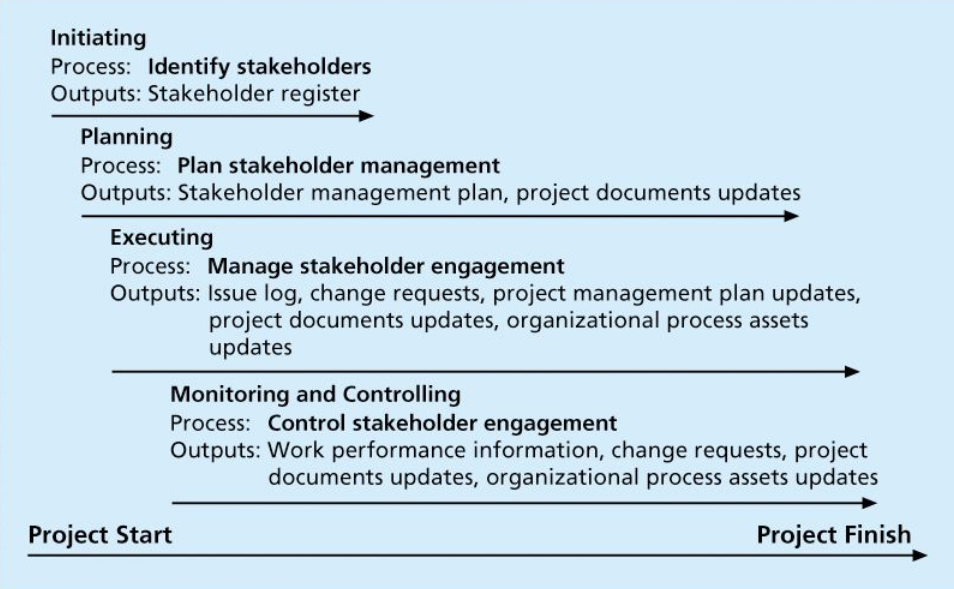 Initiating
Process: Identify stakeholders
Outputs: Stakeholder register
Planning
Process: Plan stakeholder management
Outputs: Stakeholder management plan, project documents updates
Executing
Process: Manage stakeholder engagement
Outputs: Issue log, change requests, project management plan updates,
project documents updates, organizational process assets
updates
Monitoring and Controlling
Process: Control stakeholder engagement
Outputs: Work performance information, change requests, project
documents updates, organizational process assets updates
Project Start Project Finish